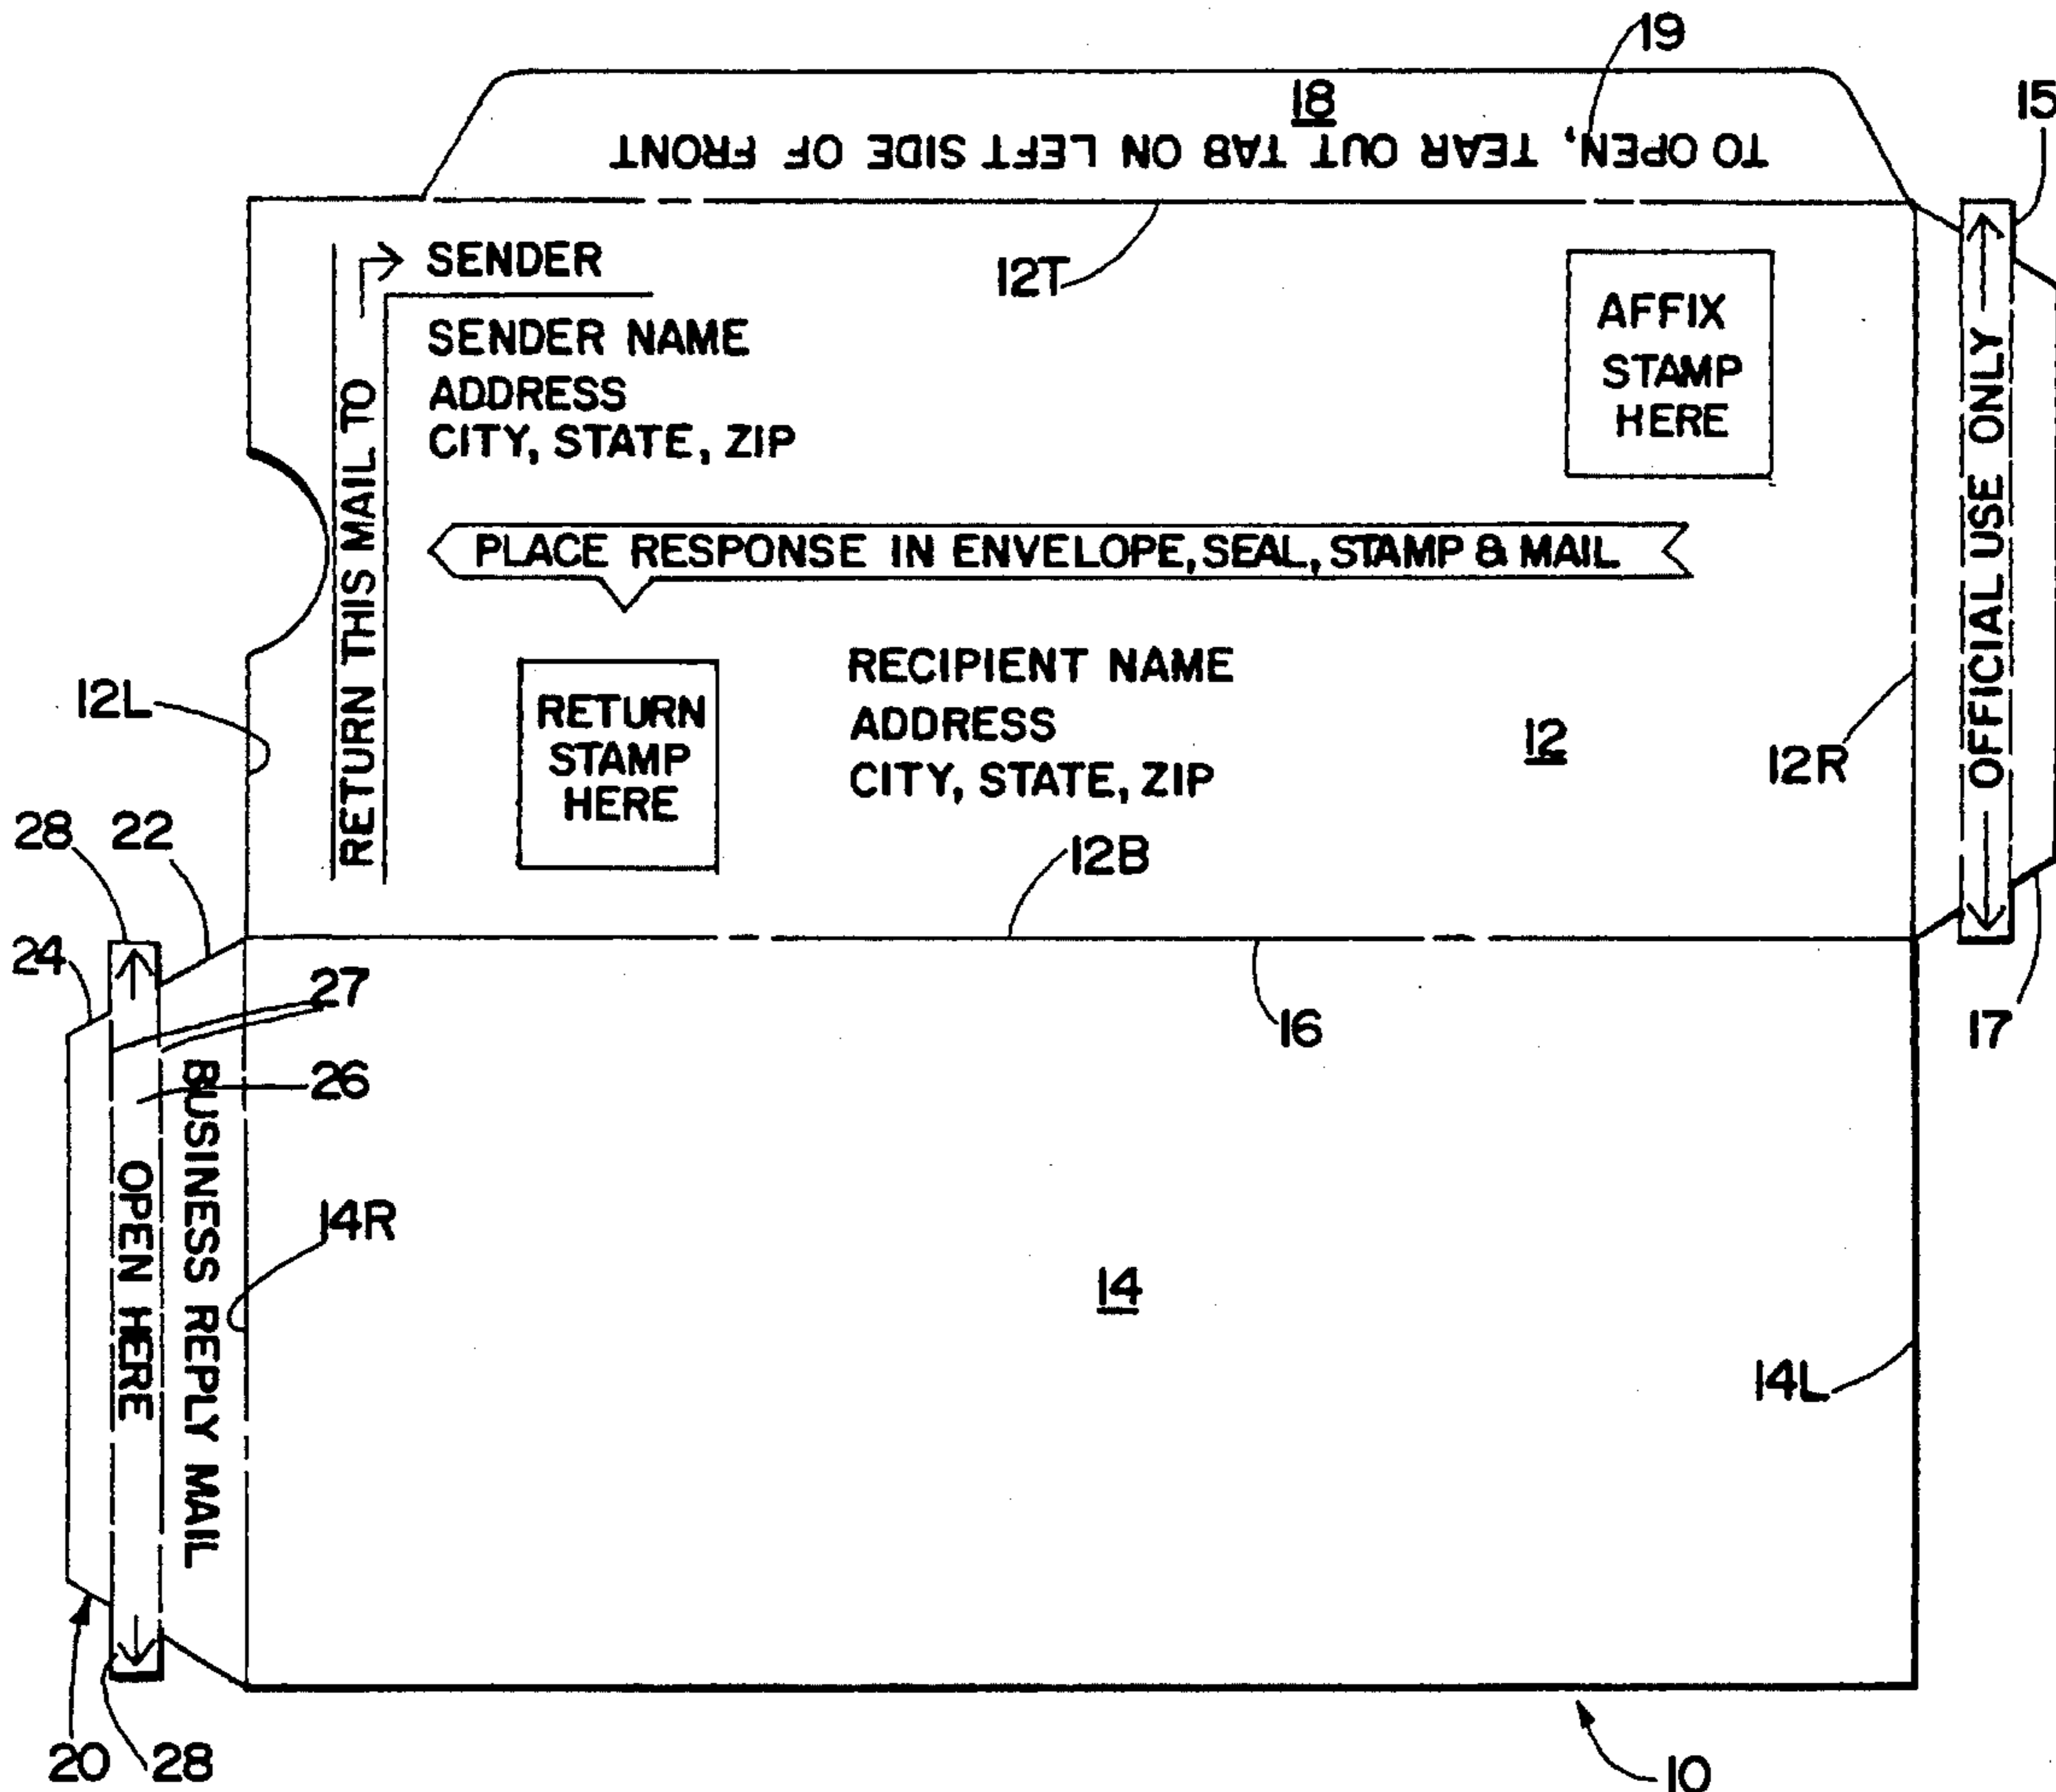 19
18
15
TO OPEN, TEAR OUT TAB ON LEFT SIDE OF FRONT
12T
SENDER
SENDER NAME
ADDRESS
CITY, STATE, ZIP
RETURN THIS MAIL TO
AFFIX
STAMP
HERE
OFFICIAL USE ONLY
PLACE RESPONSE IN ENVELOPE, SEAL, STAMP & MAIL
12L
RETURN
STAMP
HERE
RECIPIENT NAME
ADDRESS
CITY, STATE, ZIP
12
12R
28
22
12B
24
27
16
17
26
BUSINESS REPLY MAIL
OPEN HERE
14R
14
14L
20
28
10